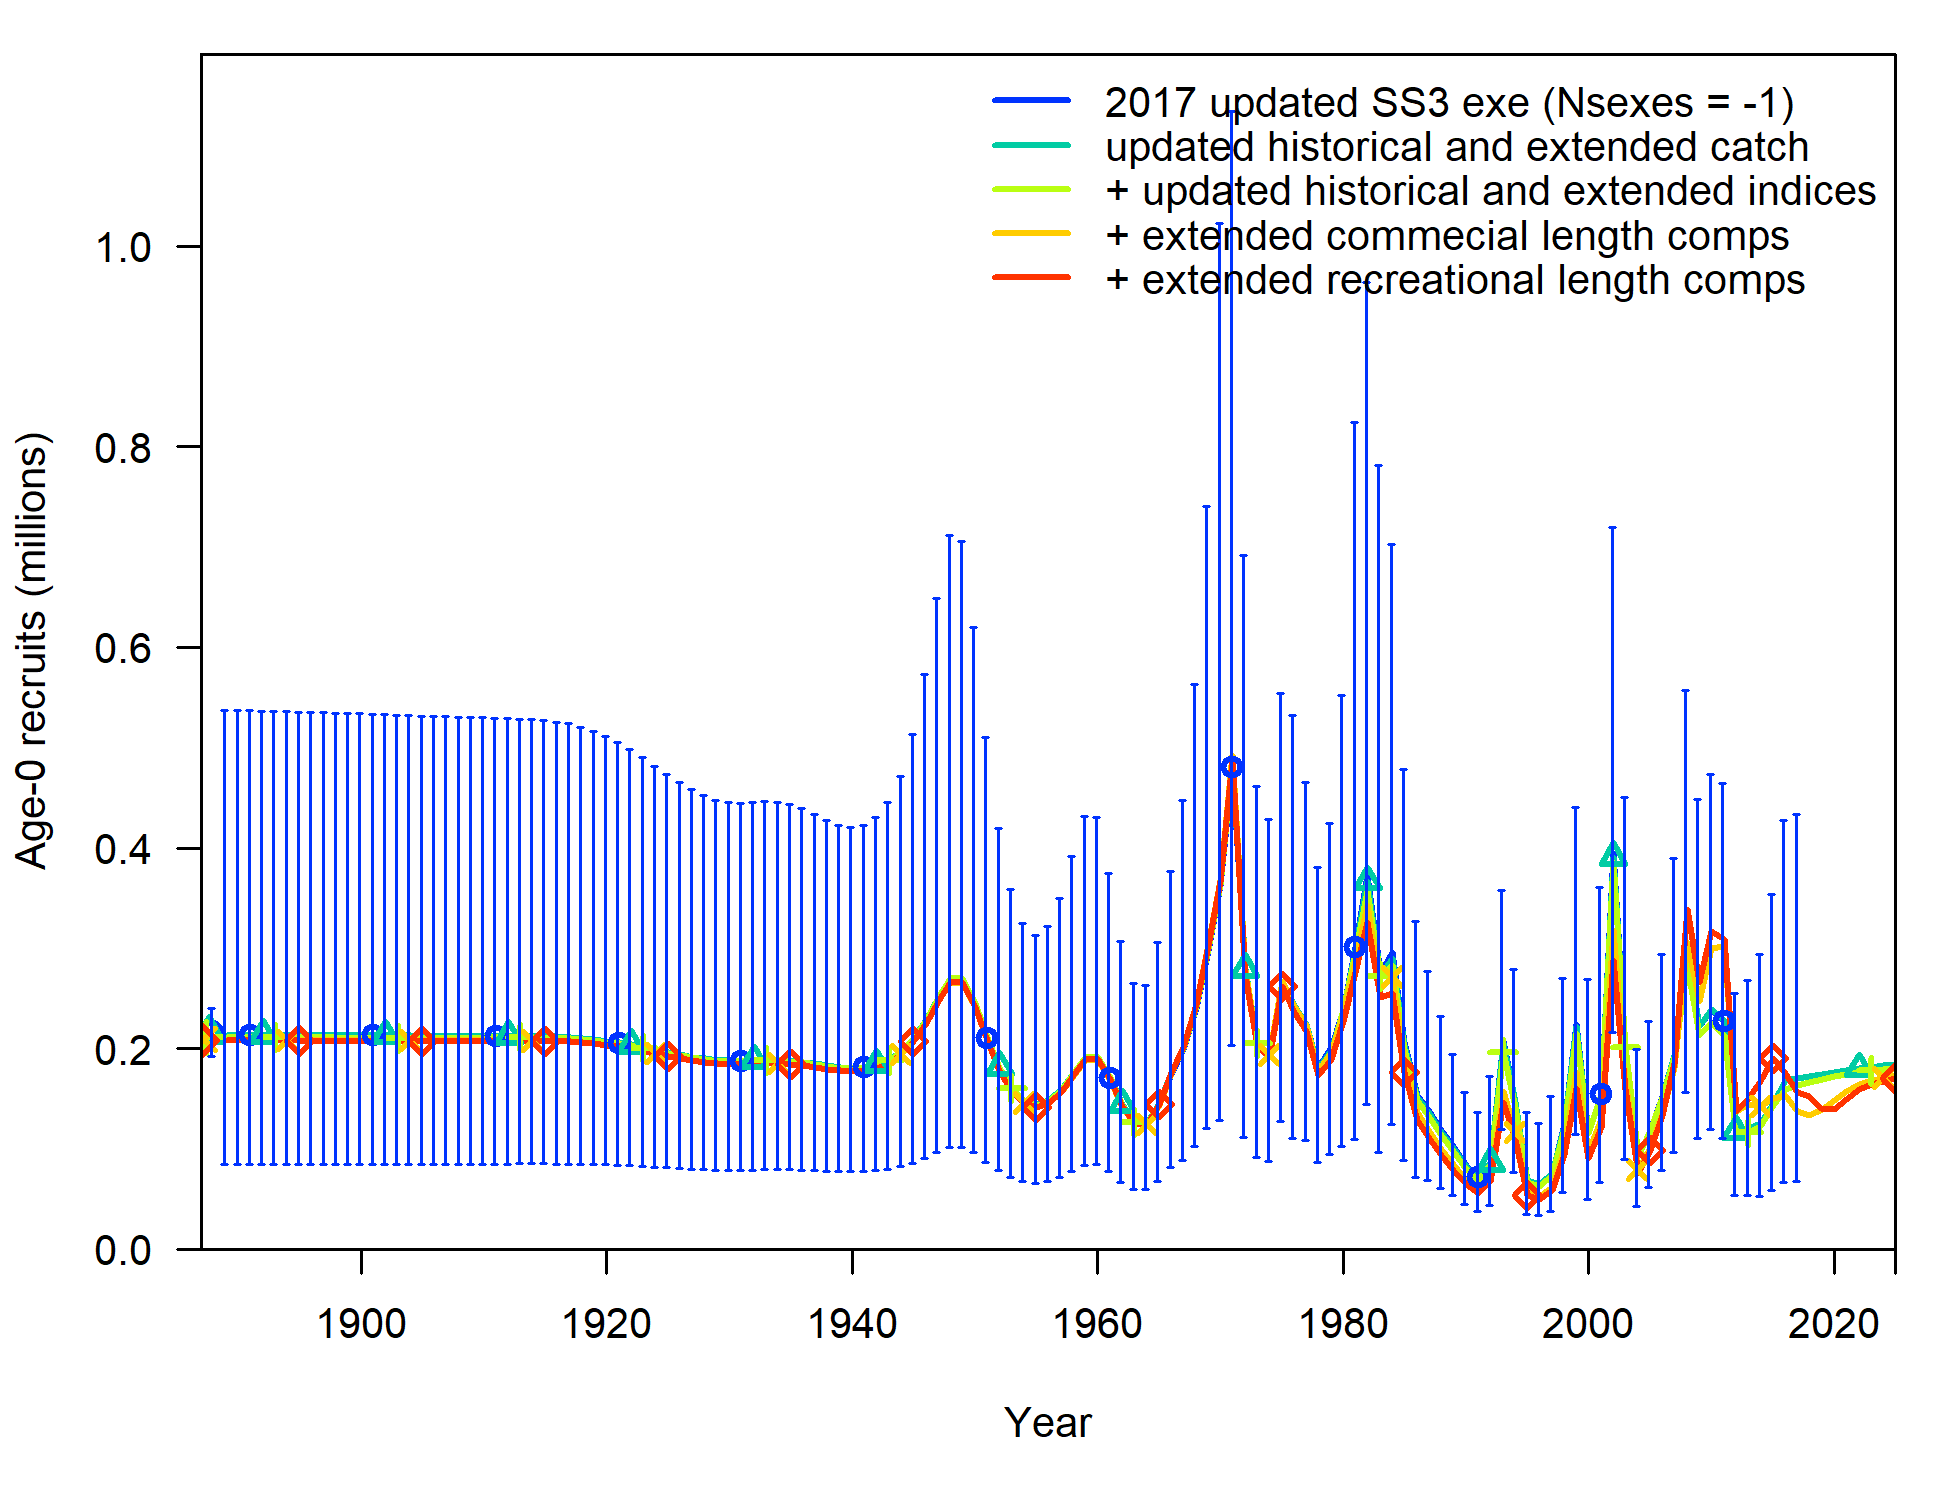 2017 updated SS3 exe (Nsexes = -1)
updated historical and extended catch
+ updated historical and extended indices
+ extended commecial length comps
+ extended recreational length comps
1.0
0.8
0.6
0.4
0.2
0.0
Age-0 recruits (millions)
1900 1920 1940 1960 1980 2000 2020
Year